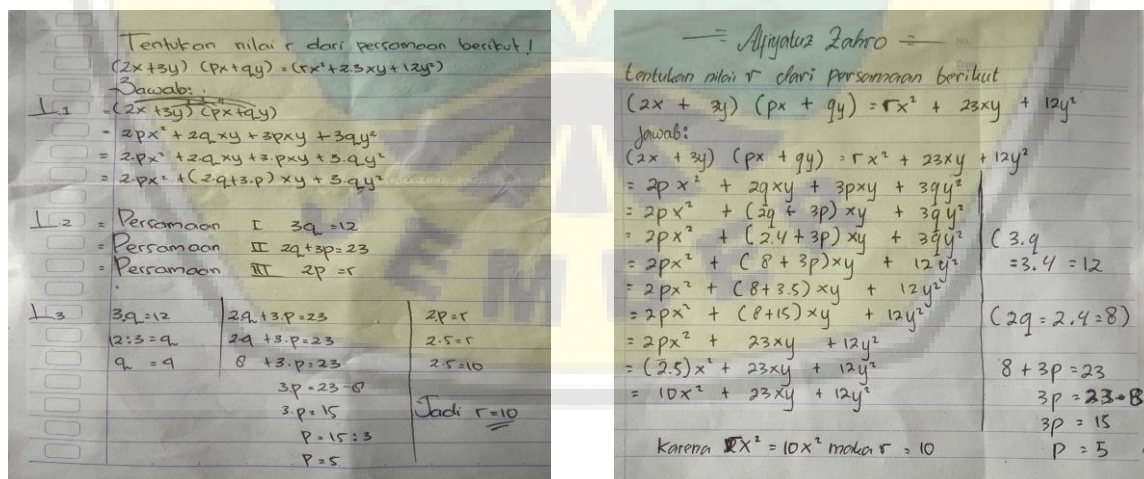 Tentukan nilai r dari persamaan berikut!
(2x+3y) (px+qy) = (rx²+23xy+12y²)
Jawab:
L.1 = (2x+3y) (px+qy)
= 2px² + 2qxy + 3pxy + 3qy²
= 2.px² + 2.qxy + 3.pxy + 3.qy²
= 2.px² + (2.q+3.p) xy + 3.qy²
L2 = Persamaan I 3q = 12
= Persamaan II 2q+3p=23
= Persamaan III 2p = r
L3 3.q=12
12:3=q
q = 4
2q + 3.p = 23
2.q + 3.p = 23
8 + 3.p = 23
3.p = 23-8
3.p = 15
P = 15:3
P = 5
2p = r
2.5 = r
2.5 = 10
Jadi r = 10
Afiyatuz Zahro
No.
Date
tentukan nilai r dari persamaan berikut
(2x + 3y) (px + qy) = rx² + 23xy + 12y²
Jawab:
(2x + 3y) (px + qy) = rx² + 23xy + 12y²
= 2px² + 2qxy + 3pxy + 3qy²
= 2px² + (2q + 3p) xy + 3qy²
= 2px² + (2.4 + 3p) xy + 3qy²
= 2px² + (8 + 3p) xy + 12y²
= 2px² + (8+3.5) xy + 12y²
= 2px² + (8+15) xy + 12y²
= 2px² + 23xy + 12y²
= (2.5)x² + 23xy + 12y²
= 10x² + 23xy + 12y²
Karena rx² = 10x² maka r = 10
(3.q
=3.4 = 12
(2q = 2.4 = 8)
8 + 3p = 23
3p = 23-8
3p = 15
p = 5